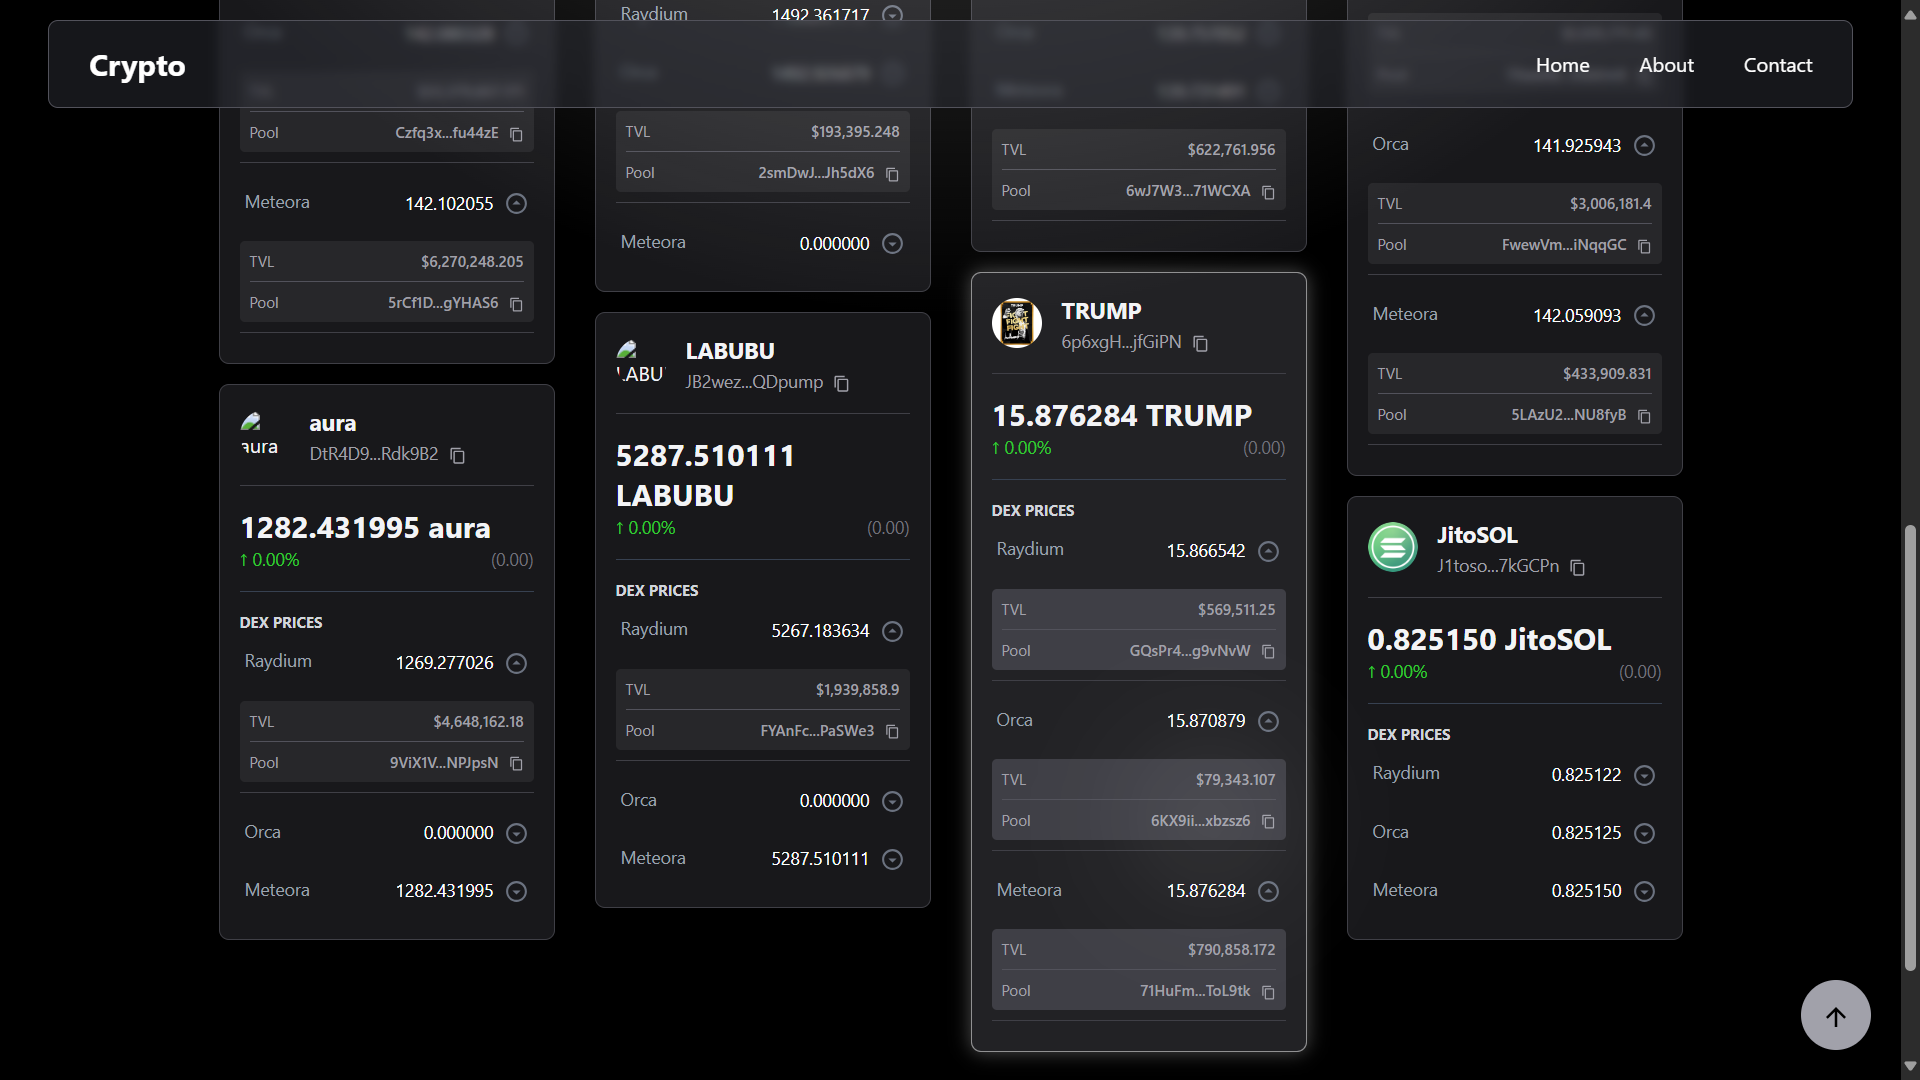 Crypto
Home
About
Contact
Pool
Czfq3x...fu44zE
Meteora
142.102055
TVL
$6,270,248.205
Pool
5rCf1D...gYHAS6
aura
aura
DtR4D9...Rdk9B2
1282.431995 aura
↑ 0.00%
(0.00)
DEX PRICES
Raydium
1269.277026
TVL
$4,648,162.18
Pool
9ViX1V...NPJpsN
Orca
0.000000
Meteora
1282.431995
Raydium
1492.361717
TVL
$193,395.248
Pool
2smDwJ...Jh5dX6
Meteora
0.000000
LABUBU
JB2wez...QDpump
5287.510111
LABUBU
↑ 0.00%
(0.00)
DEX PRICES
Raydium
5267.183634
TVL
$1,939,858.9
Pool
FYAnFc...PaSWe3
Orca
0.000000
Meteora
5287.510111
TVL
$622,761.956
Pool
6wJ7W3...71WCXA
TRUMP
6p6xgH...jfGiPN
15.876284 TRUMP
↑ 0.00%
(0.00)
DEX PRICES
Raydium
15.866542
TVL
$569,511.25
Pool
GQsPr4...g9vNvW
Orca
15.870879
TVL
$79,343.107
Pool
6KX9ii...xbzsz6
Meteora
15.876284
TVL
$790,858.172
Pool
71HuFm...ToL9tk
Orca
141.925943
TVL
$3,006,181.4
Pool
FwewVm...iNqqGC
Meteora
142.059093
TVL
$433,909.831
Pool
5LAzU2...NU8fyB
JitoSOL
J1toso...7kGCPn
0.825150 JitoSOL
↑ 0.00%
(0.00)
DEX PRICES
Raydium
0.825122
Orca
0.825125
Meteora
0.825150